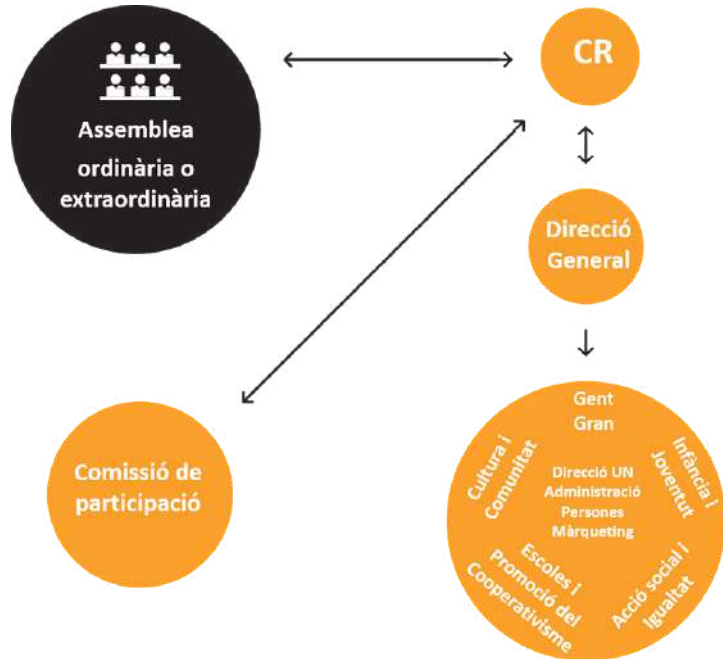 Assemblea
ordinària o
extraordinària
CR
Direcció
General
Comissió de
participació
Gent
Gran
Cultura i
Comunitat
Infància i
Joventut
Direcció UN
Administració
Persones
Màrqueting
Escoles i
Promoció del
Cooperativisme
Acció social i
Igualtat